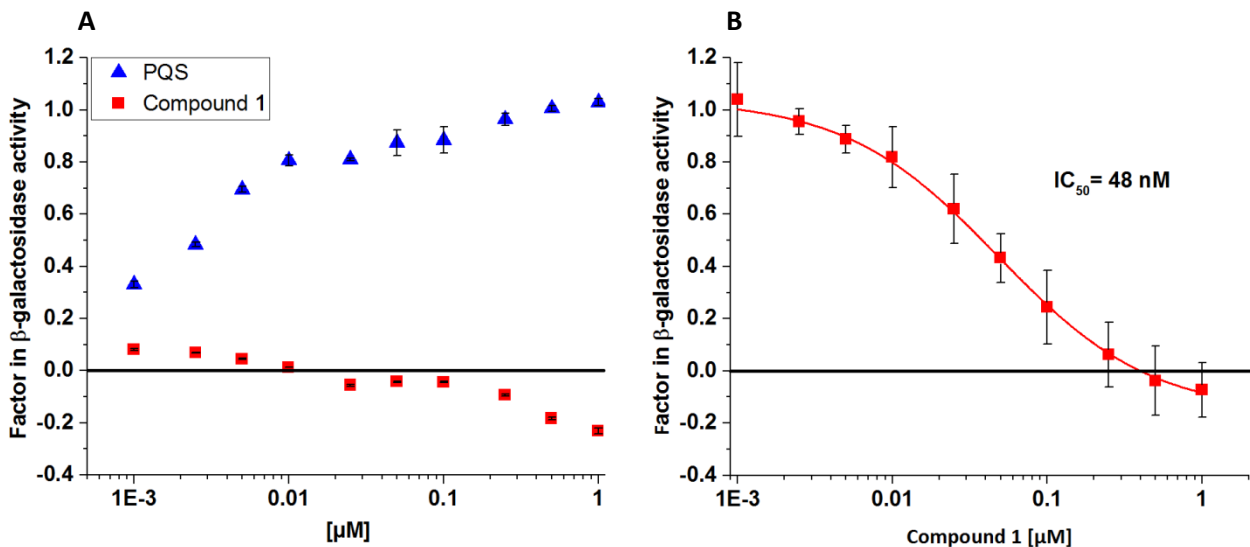 A
Factor in β-galactosidase activity
1.2
1.0
0.8
0.6
0.4
0.2
0.0
-0.2
-0.4
PQS
Compound 1
1E-3 0.01 0.1 1
[µM]
B
Factor in β-galactosidase activity
1.2
1.0
0.8
0.6
0.4
0.2
0.0
-0.2
-0.4
IC50= 48 nM
1E-3 0.01 0.1 1
Compound 1 [µM]